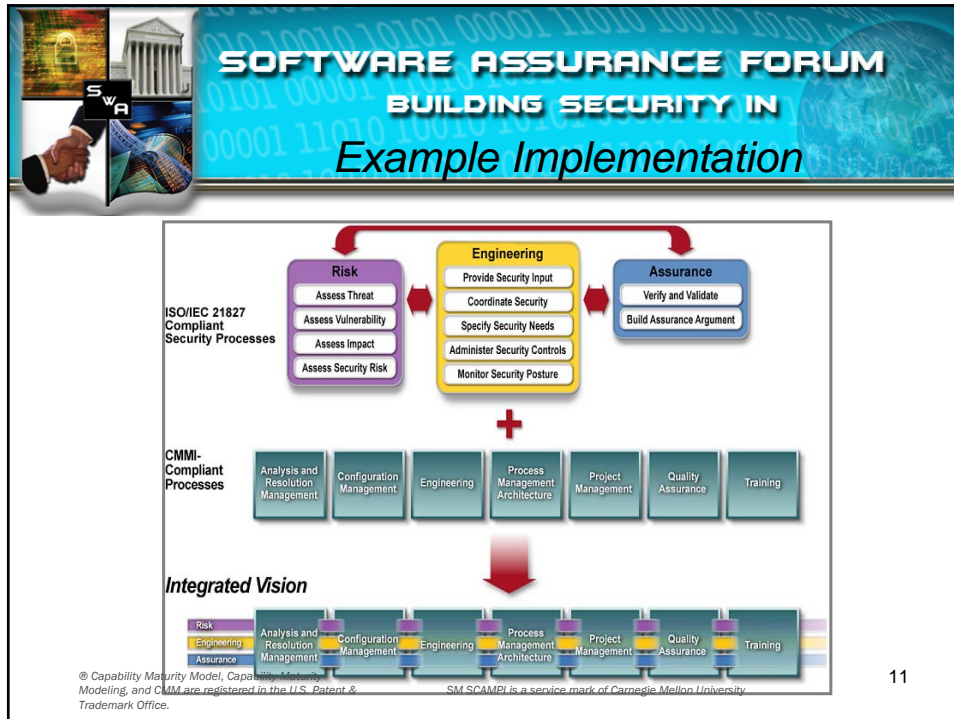 SwA
SOFTWARE ASSURANCE FORUM
BUILDING SECURITY IN
Example Implementation
ISO/IEC 21827
Compliant
Security Processes
Risk
Assess Threat
Assess Vulnerability
Assess Impact
Assess Security Risk
Engineering
Provide Security Input
Coordinate Security
Specify Security Needs
Administer Security Controls
Monitor Security Posture
Assurance
Verify and Validate
Build Assurance Argument
+
CMMI-
Compliant
Processes
Analysis and
Resolution
Management
Configuration
Management
Engineering
Process
Management
Architecture
Project
Management
Quality
Assurance
Training
Integrated Vision
Risk
Engineering
Assurance
Analysis and
Resolution
Management
Configuration
Management
Engineering
Process
Management
Architecture
Project
Management
Quality
Assurance
Training
® Capability Maturity Model, Capability Maturity
Modeling, and CMM are registered in the U.S. Patent &
Trademark Office.
SM SCAMPI is a service mark of Carnegie Mellon University
11